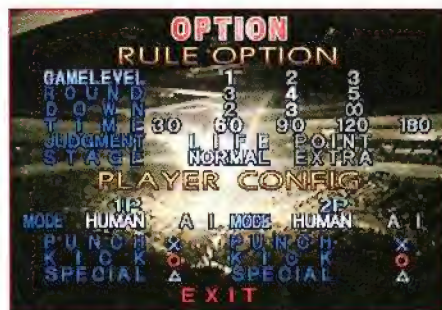 OPTION
RULE OPTION
GAMELEVEL 1 2 3
ROUND 3 4 5
DOWN 2 3 ∞
TIME 30 60 90 120 180
JUDGMENT LIFE POINT
STAGE NORMAL EXTRA
PLAYER CONFIG
1P 2P
MODE HUMAN A I. MODE HUMAN A I.
PUNCH X PUNCH X
KICK O KICK O
SPECIAL △ SPECIAL △
EXIT